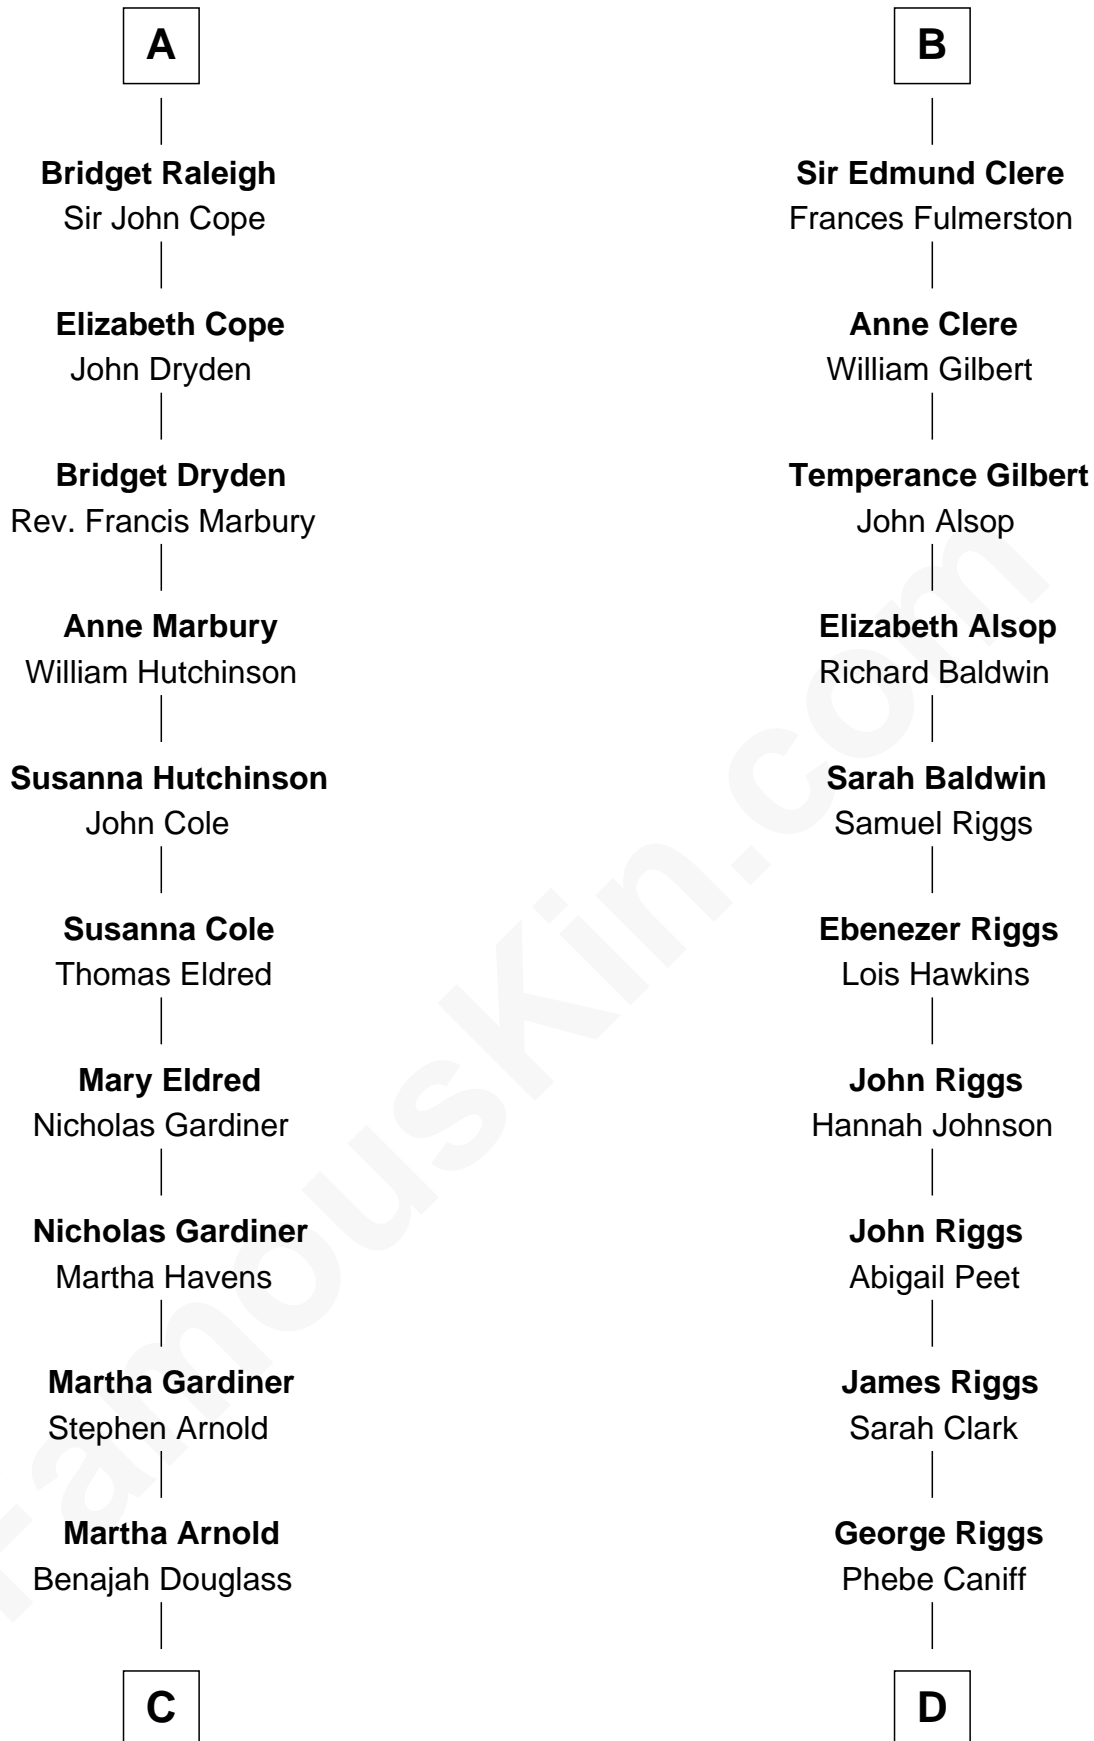 A
Bridget Raleigh
Sir John Cope
Elizabeth Cope
John Dryden
Bridget Dryden
Rev. Francis Marbury
Anne Marbury
William Hutchinson
Susanna Hutchinson
John Cole
Susanna Cole
Thomas Eldred
Mary Eldred
Nicholas Gardiner
Nicholas Gardiner
Martha Havens
Martha Gardiner
Stephen Arnold
Martha Arnold
Benajah Douglass
C
B
Sir Edmund Clere
Frances Fulmerston
Anne Clere
William Gilbert
Temperance Gilbert
John Alsop
Elizabeth Alsop
Richard Baldwin
Sarah Baldwin
Samuel Riggs
Ebenezer Riggs
Lois Hawkins
John Riggs
Hannah Johnson
John Riggs
Abigail Peet
James Riggs
Sarah Clark
George Riggs
Phebe Caniff
D
FamousKin.com